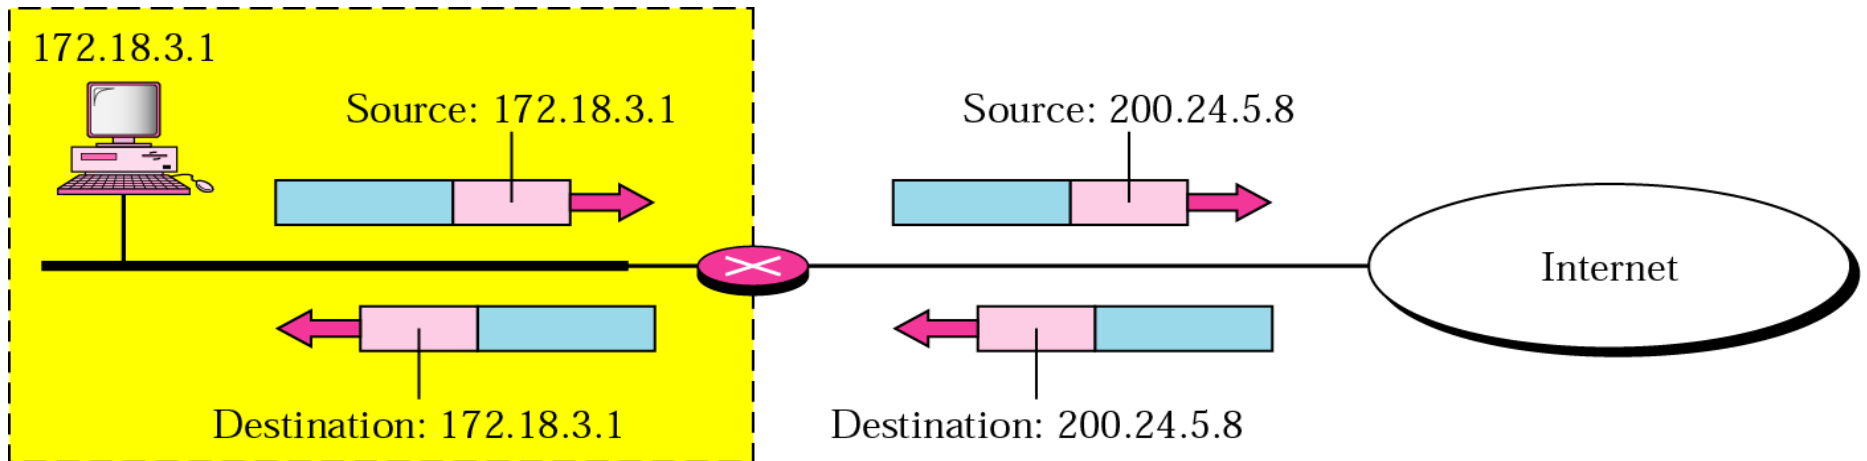 172.18.3.1
Source: 172.18.3.1
Source: 200.24.5.8
Internet
Destination: 172.18.3.1
Destination: 200.24.5.8